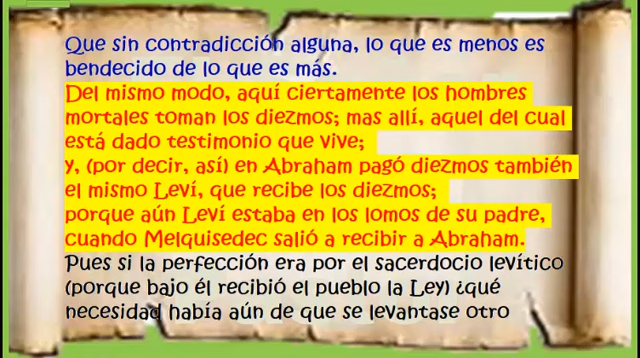 Que sin contradicción alguna, lo que es menos es
bendecido de lo que es más.
Del mismo modo, aquí ciertamente los hombres
mortales toman los diezmos; mas allí, aquel del cual
está dado testimonio que vive;
y, (por decir, así) en Abraham pagó diezmos también
el mismo Leví, que recibe los diezmos;
porque aún Leví estaba en los lomos de su padre,
cuando Melquisedec salió a recibir a Abraham.
Pues si la perfección era por el sacerdocio levítico
(porque bajo él recibió el pueblo la Ley) ¿qué
necesidad había aún de que se levantase otro